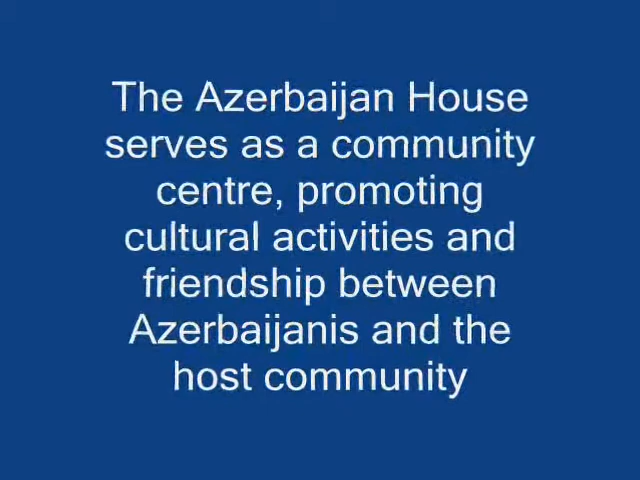 The Azerbaijan House
serves as a community
centre, promoting
cultural activities and
friendship between
Azerbaijanis and the
host community